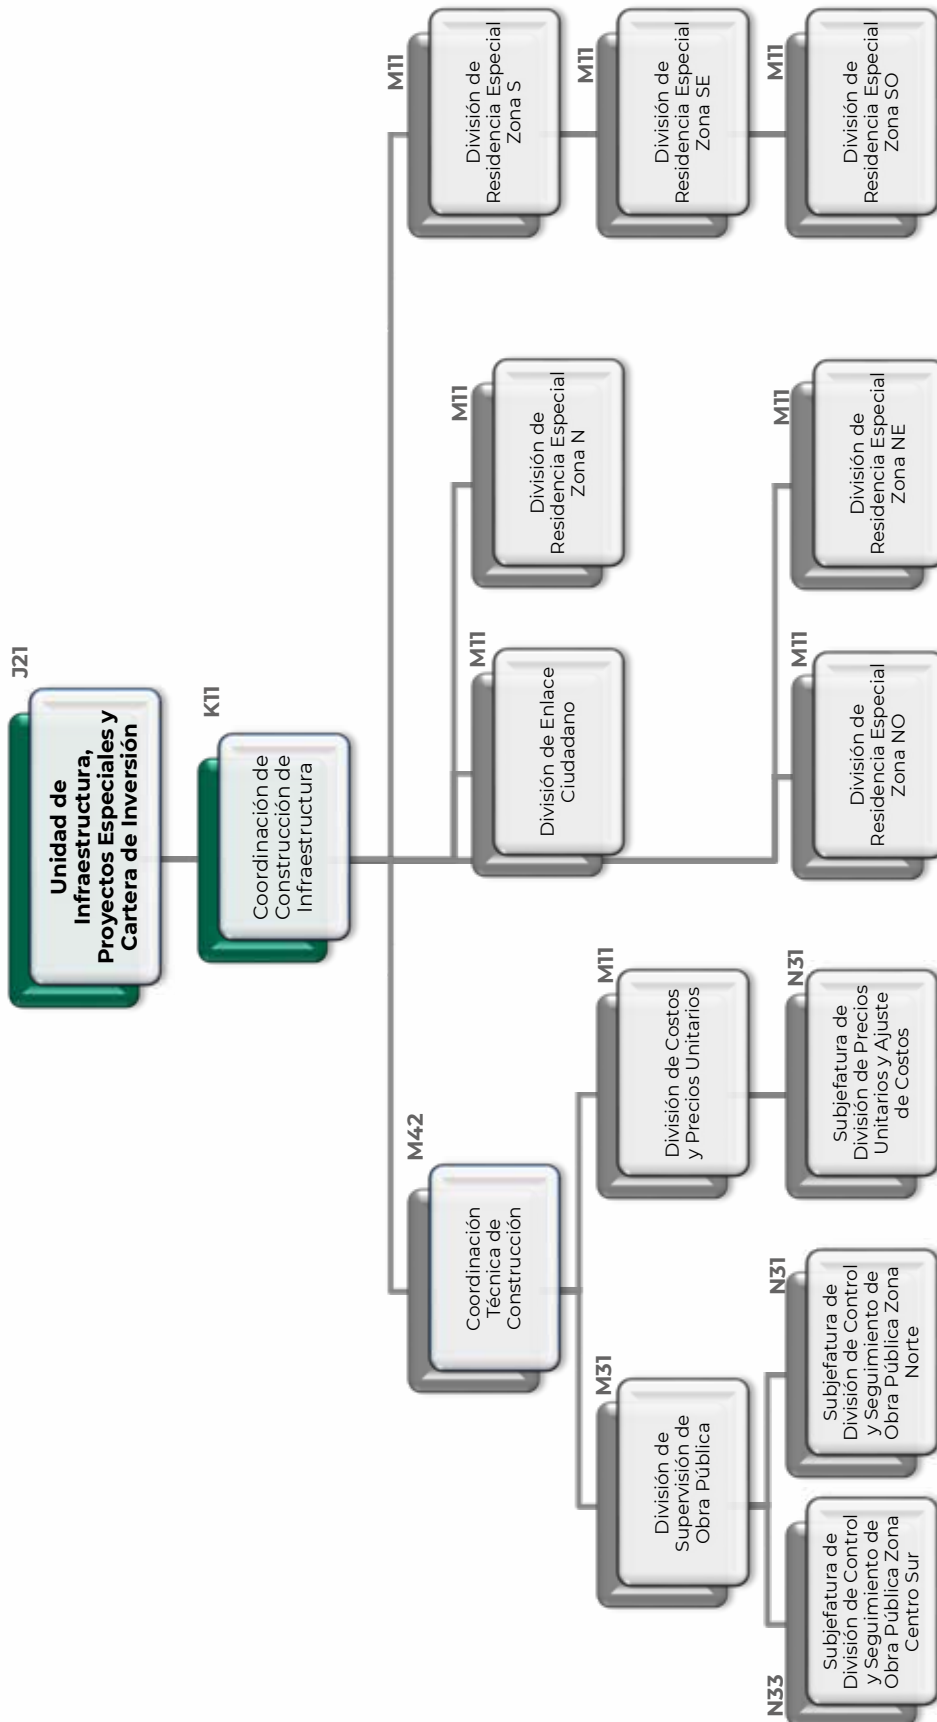 J21
Unidad de
Infraestructura,
Proyectos Especiales y
Cartera de Inversión
K11
Coordinación de
Construcción de
Infraestructura
M42
Coordinación
Técnica de
Construcción
M31
División de
Supervisión de
Obra Pública
N33
Subjefatura de
División de Control
y Seguimiento de
Obra Pública Zona
Centro Sur
N31
Subjefatura de
División de Control
y Seguimiento de
Obra Pública Zona
Norte
M11
División de Costos
y Precios Unitarios
N31
Subjefatura de
División de Precios
Unitarios y Ajuste
de Costos
M11
División de Enlace
Ciudadano
M11
División de
Residencia Especial
Zona N
M11
División de
Residencia Especial
Zona NO
M11
División de
Residencia Especial
Zona NE
M11
División de
Residencia Especial
Zona S
M11
División de
Residencia Especial
Zona SE
M11
División de
Residencia Especial
Zona SO